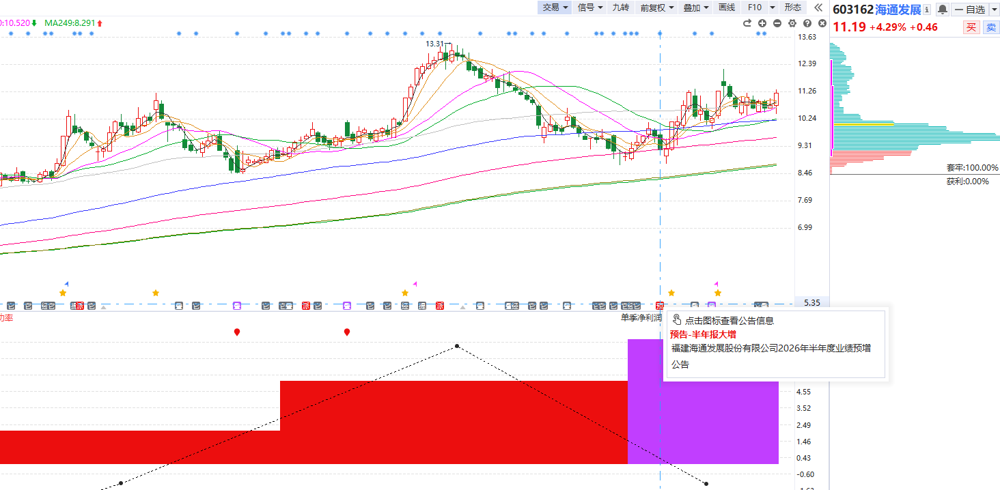 交易 信号 九转 前复权 叠加 画线 F10 形态
603162 海通发展
自选
11.19 +4.29% +0.46
买 卖
10.520 MA249:8.291
13.31
13.63
12.39
11.26
10.24
9.31
8.46
7.69
6.99
5.35
套牢:100.00%
获利:0.00%
功率
单季净利润
点击图标查看公告信息
预告-半年报大增
福建海通发展股份有限公司2026年半年度业绩预增
公告
4.55
3.52
2.49
1.46
0.43
-0.60